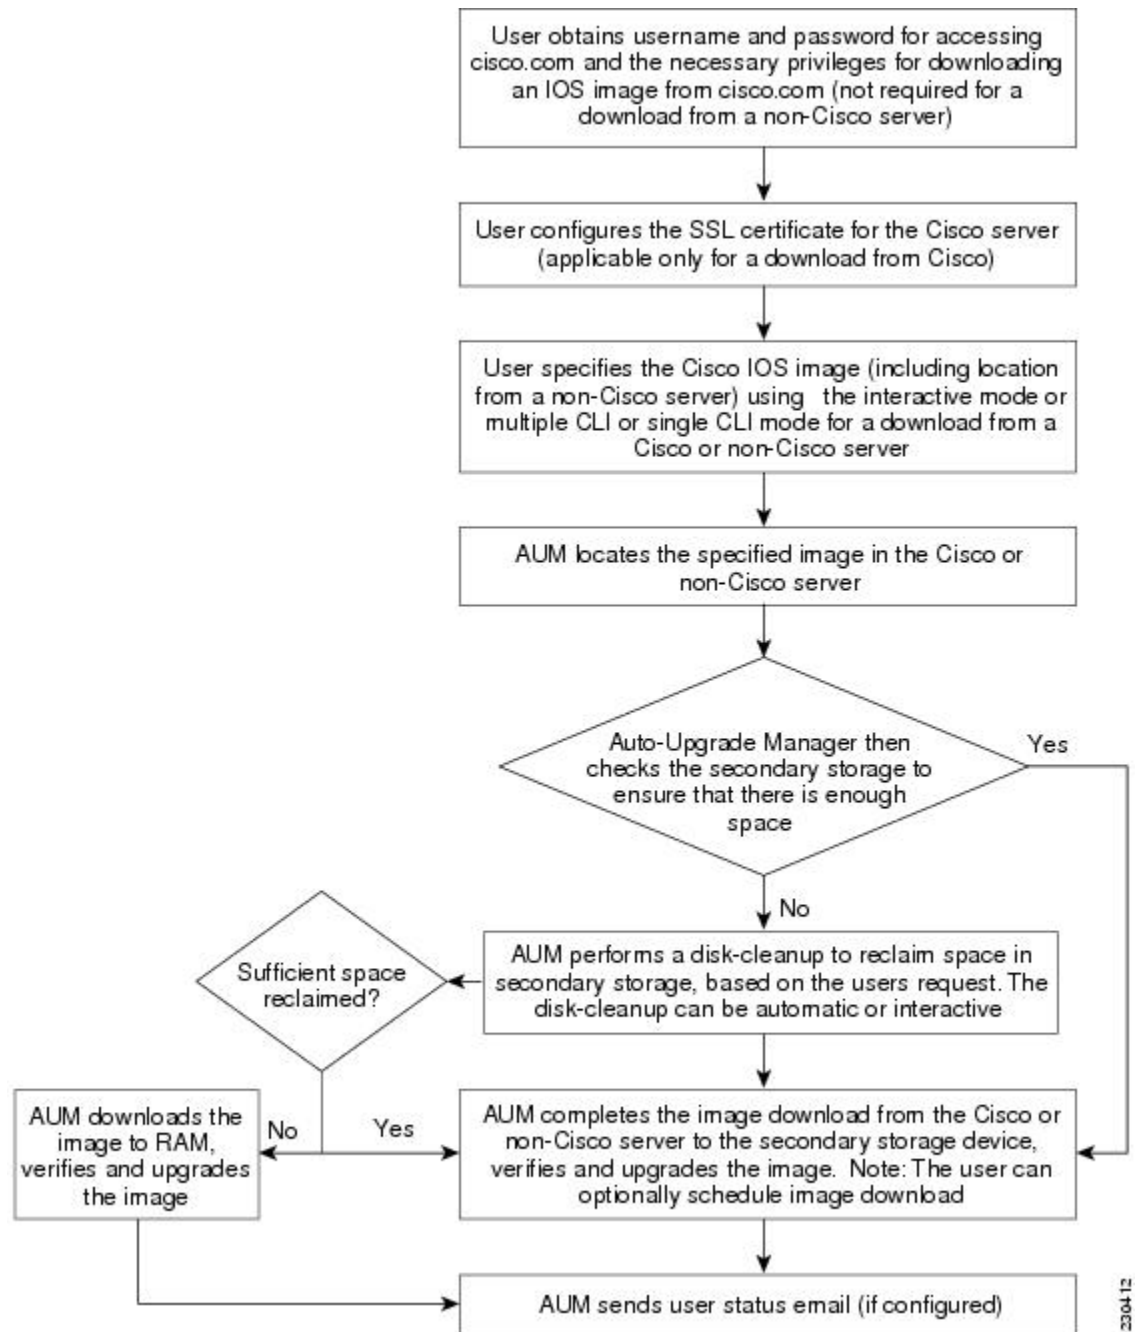 User obtains username and password for accessing
cisco.com and the necessary privileges for downloading
an IOS image from cisco.com (not required for a
download from a non-Cisco server)
User configures the SSL certificate for the Cisco server
(applicable only for a download from Cisco)
User specifies the Cisco IOS image (including location
from a non-Cisco server) using the interactive mode or
multiple CLI or single CLI mode for a download from a
Cisco or non-Cisco server
AUM locates the specified image in the Cisco or
non-Cisco server
Auto-Upgrade Manager then
checks the secondary storage to
ensure that there is enough
space
Yes
No
AUM performs a disk-cleanup to reclaim space in
secondary storage, based on the users request. The
disk-cleanup can be automatic or interactive
Sufficient space
reclaimed?
No
Yes
AUM downloads the
image to RAM,
verifies and upgrades
the image
AUM completes the image download from the Cisco or
non-Cisco server to the secondary storage device,
verifies and upgrades the image. Note: The user can
optionally schedule image download
AUM sends user status email (if configured)
230412